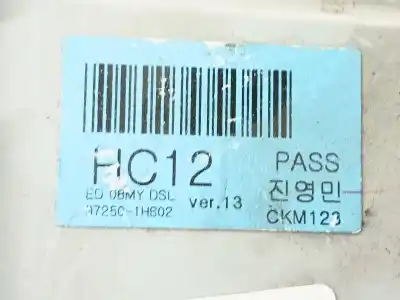 HC12
PASS
ED 08MY DSL
ver.13
진영민
97250-1H802
CKM123